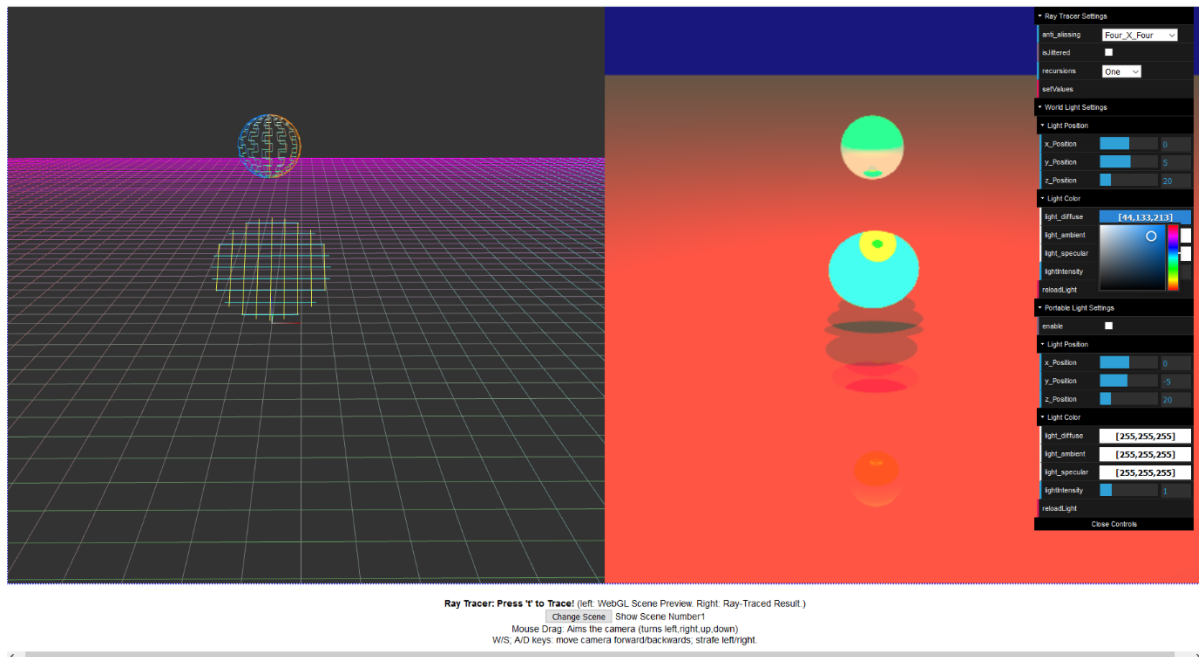 Ray Tracer Settings
anti_aliasing Four_X_Four
isJittered
recursions One
setValues
World Light Settings
Light Position
x_Position 0
y_Position 5
z_Position 20
Light Color
light_diffuse [44,133,213]
light_ambient
light_specular
lightIntensity
reloadLight
Portable Light Settings
enable
Light Position
x_Position 0
y_Position -5
z_Position 20
Light Color
light_diffuse [255,255,255]
light_ambient [255,255,255]
light_specular [255,255,255]
lightIntensity 1
reloadLight
Close Controls
Ray Tracer: Press 't' to Trace! (left: WebGL Scene Preview. Right: Ray-Traced Result.)
Change Scene Show Scene Number1
Mouse Drag: Aims the camera (turns left,right,up,down)
W/S; A/D keys: move camera forward/backwards; strafe left/right.